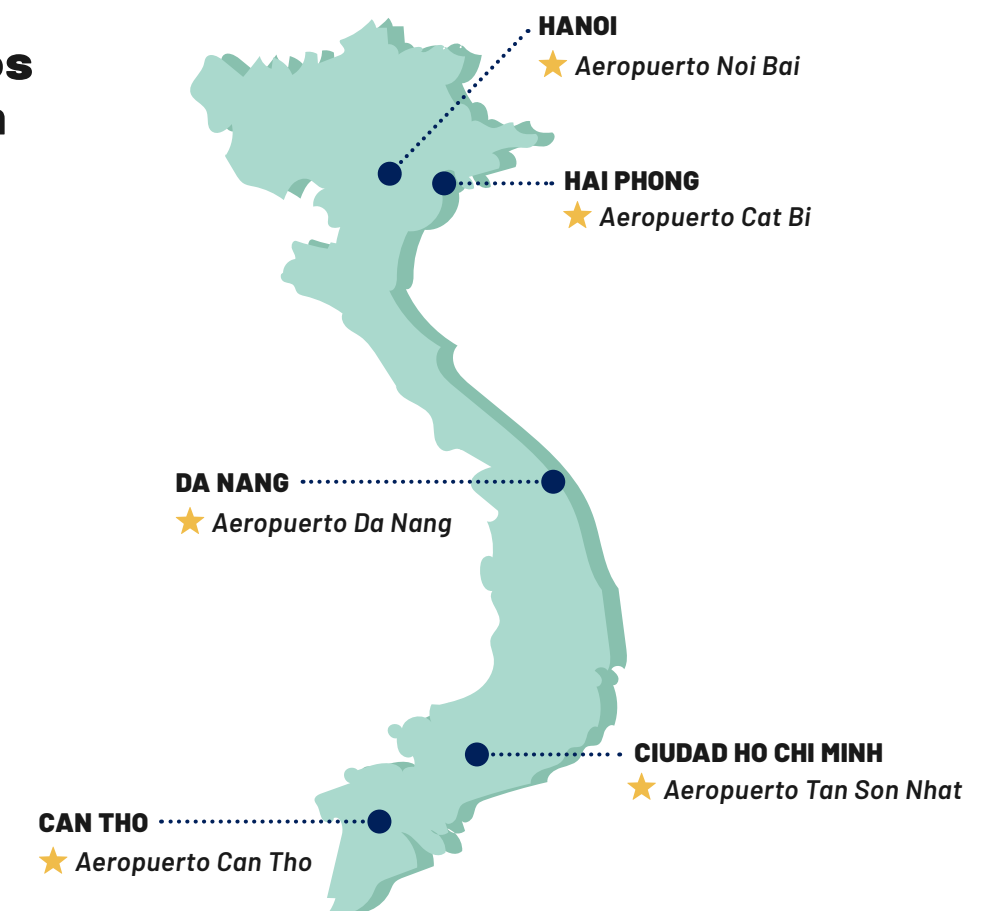 HANOI
Aeropuerto Noi Bai
HAI PHONG
Aeropuerto Cat Bi
DA NANG
Aeropuerto Da Nang
CIUDAD HO CHI MINH
Aeropuerto Tan Son Nhat
CAN THO
Aeropuerto Can Tho